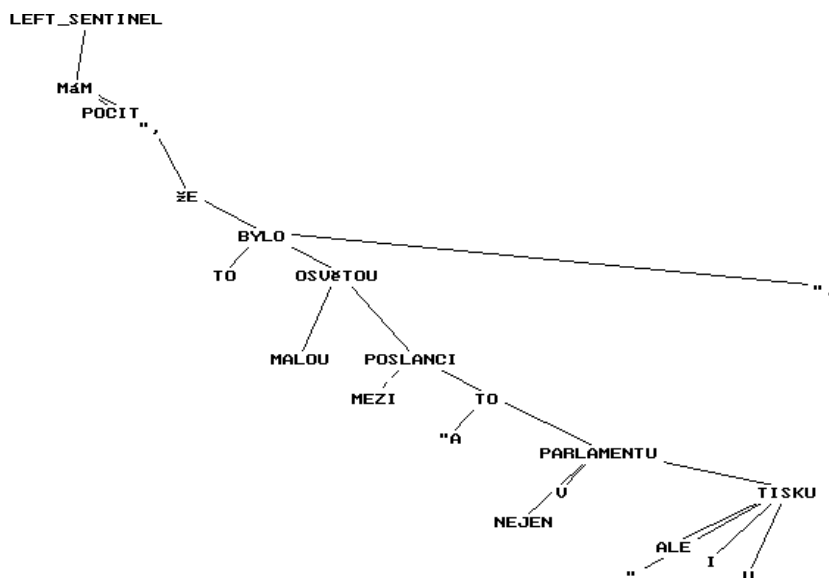 LEFT_SENTINEL
MáM
POCIT
",
žE
BYLO
TO
OSVěTOU
MALOU
POSLANCI
MEZI
TO
"A
PARLAMENTU
V
TISKU
NEJEN
ALE
I
"